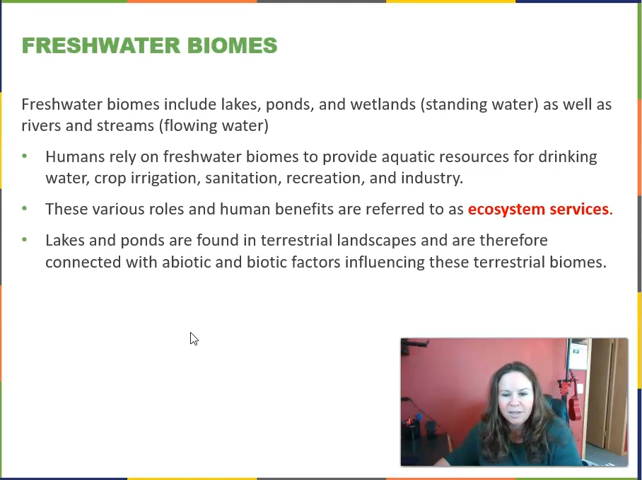 FRESHWATER BIOMES
Freshwater biomes include lakes, ponds, and wetlands (standing water) as well as
rivers and streams (flowing water)
• Humans rely on freshwater biomes to provide aquatic resources for drinking
water, crop irrigation, sanitation, recreation, and industry.
• These various roles and human benefits are referred to as ecosystem services.
• Lakes and ponds are found in terrestrial landscapes and are therefore
connected with abiotic and biotic factors influencing these terrestrial biomes.